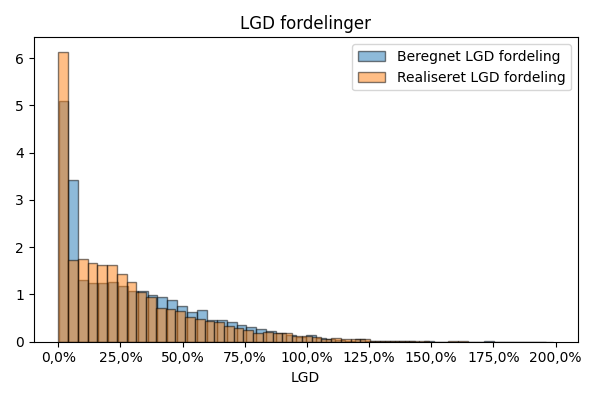 LGD fordelinger
Beregnet LGD fordeling
Realiseret LGD fordeling
6
5
4
3
2
1
0
0,0% 25,0% 50,0% 75,0% 100,0% 125,0% 150,0% 175,0% 200,0%
LGD